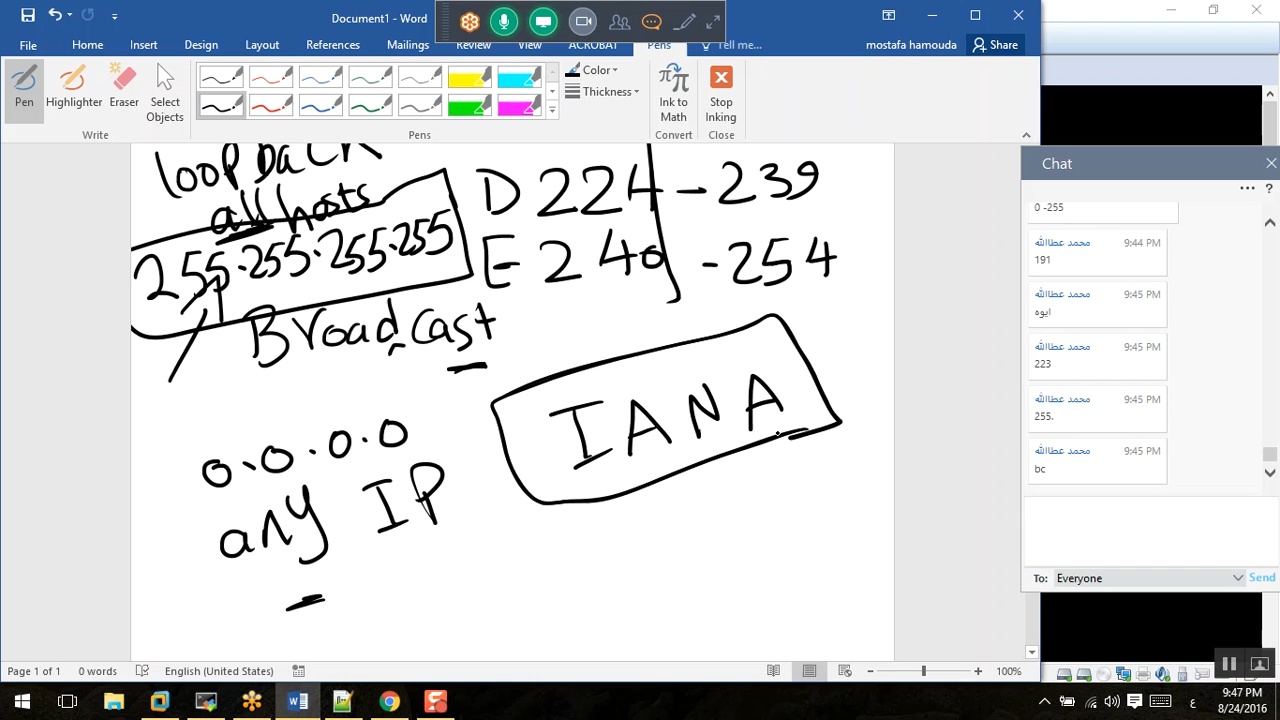 Document1 - Word
File
Home
Insert
Design
Layout
References
Mailings
Review
View
ACROBAT
Pens
Tell me...
mostafa hamouda
Share
Pen
Highlighter
Eraser
Select Objects
Color
Thickness
Ink to Math
Stop Inking
Write
Pens
Convert
Close
loopback
all hosts
255.255.255.255
Broadcast
D 224 - 239
E 240 - 254
0.0.0.0
any IP
IANA
Chat
0 -255
محمد عطاالله 9:44 PM
191
محمد عطاالله 9:45 PM
ايوه
محمد عطاالله 9:45 PM
223
محمد عطاالله 9:45 PM
255.
محمد عطاالله 9:45 PM
bc
To: Everyone
Send
Page 1 of 1
0 words
English (United States)
100%
ع
9:47 PM
8/24/2016